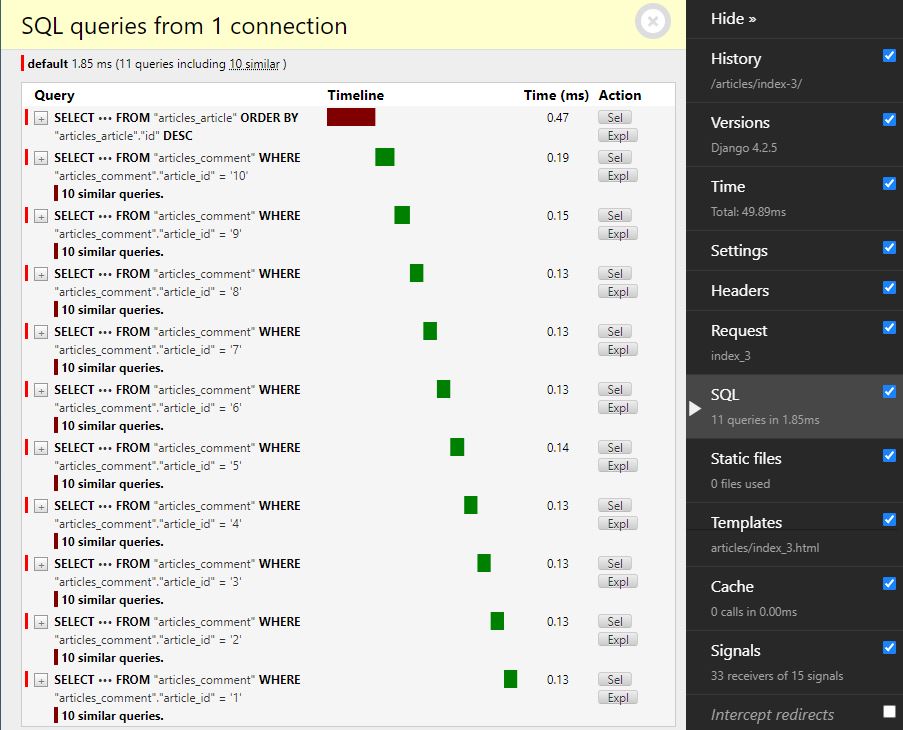 SQL queries from 1 connection
default 1.85 ms (11 queries including 10 similar )
Query Timeline Time (ms) Action
+ SELECT ••• FROM "articles_article" ORDER BY 0.47 Sel
"articles_article"."id" DESC Expl
+ SELECT ••• FROM "articles_comment" WHERE 0.19 Sel
"articles_comment"."article_id" = '10' Expl
10 similar queries.
+ SELECT ••• FROM "articles_comment" WHERE 0.15 Sel
"articles_comment"."article_id" = '9' Expl
10 similar queries.
+ SELECT ••• FROM "articles_comment" WHERE 0.13 Sel
"articles_comment"."article_id" = '8' Expl
10 similar queries.
+ SELECT ••• FROM "articles_comment" WHERE 0.13 Sel
"articles_comment"."article_id" = '7' Expl
10 similar queries.
+ SELECT ••• FROM "articles_comment" WHERE 0.13 Sel
"articles_comment"."article_id" = '6' Expl
10 similar queries.
+ SELECT ••• FROM "articles_comment" WHERE 0.14 Sel
"articles_comment"."article_id" = '5' Expl
10 similar queries.
+ SELECT ••• FROM "articles_comment" WHERE 0.13 Sel
"articles_comment"."article_id" = '4' Expl
10 similar queries.
+ SELECT ••• FROM "articles_comment" WHERE 0.13 Sel
"articles_comment"."article_id" = '3' Expl
10 similar queries.
+ SELECT ••• FROM "articles_comment" WHERE 0.13 Sel
"articles_comment"."article_id" = '2' Expl
10 similar queries.
+ SELECT ••• FROM "articles_comment" WHERE 0.13 Sel
"articles_comment"."article_id" = '1' Expl
10 similar queries.
Hide »
History
/articles/index-3/
Versions
Django 4.2.5
Time
Total: 49.89ms
Settings
Headers
Request
index_3
SQL
11 queries in 1.85ms
Static files
0 files used
Templates
articles/index_3.html
Cache
0 calls in 0.00ms
Signals
33 receivers of 15 signals
Intercept redirects